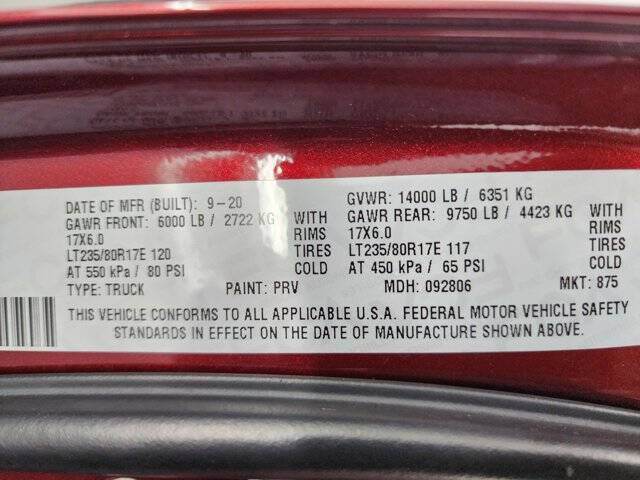 DATE OF MFR (BUILT): 9-20 GVWR: 14000 LB / 6351 KG
GAWR FRONT: 6000 LB / 2722 KG WITH GAWR REAR: 9750 LB / 4423 KG WITH
17X6.0 RIMS 17X6.0 RIMS
LT235/80R17E 120 TIRES LT235/80R17E 117 TIRES
AT 550 kPa / 80 PSI COLD AT 450 kPa / 65 PSI COLD
TYPE: TRUCK PAINT: PRV MDH: 092806 MKT: 875
THIS VEHICLE CONFORMS TO ALL APPLICABLE U.S.A. FEDERAL MOTOR VEHICLE SAFETY
STANDARDS IN EFFECT ON THE DATE OF MANUFACTURE SHOWN ABOVE.